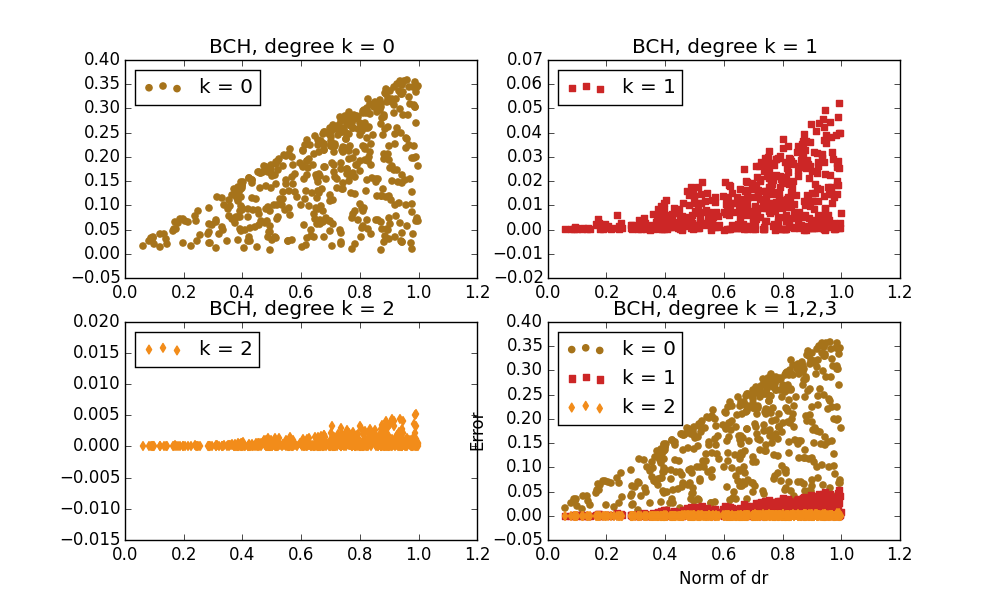 BCH, degree k = 0
0.40
0.35
0.30
0.25
0.20
0.15
0.10
0.05
0.00
−0.05
k = 0
0.0 0.2 0.4 0.6 0.8 1.0 1.2
BCH, degree k = 1
0.07
0.06
0.05
0.04
0.03
0.02
0.01
0.00
−0.01
−0.02
k = 1
0.0 0.2 0.4 0.6 0.8 1.0 1.2
BCH, degree k = 2
0.020
0.015
0.010
0.005
0.000
−0.005
−0.010
−0.015
k = 2
0.0 0.2 0.4 0.6 0.8 1.0 1.2
BCH, degree k = 1,2,3
Error
0.40
0.35
0.30
0.25
0.20
0.15
0.10
0.05
0.00
−0.05
k = 0
k = 1
k = 2
0.0 0.2 0.4 0.6 0.8 1.0 1.2
Norm of dr